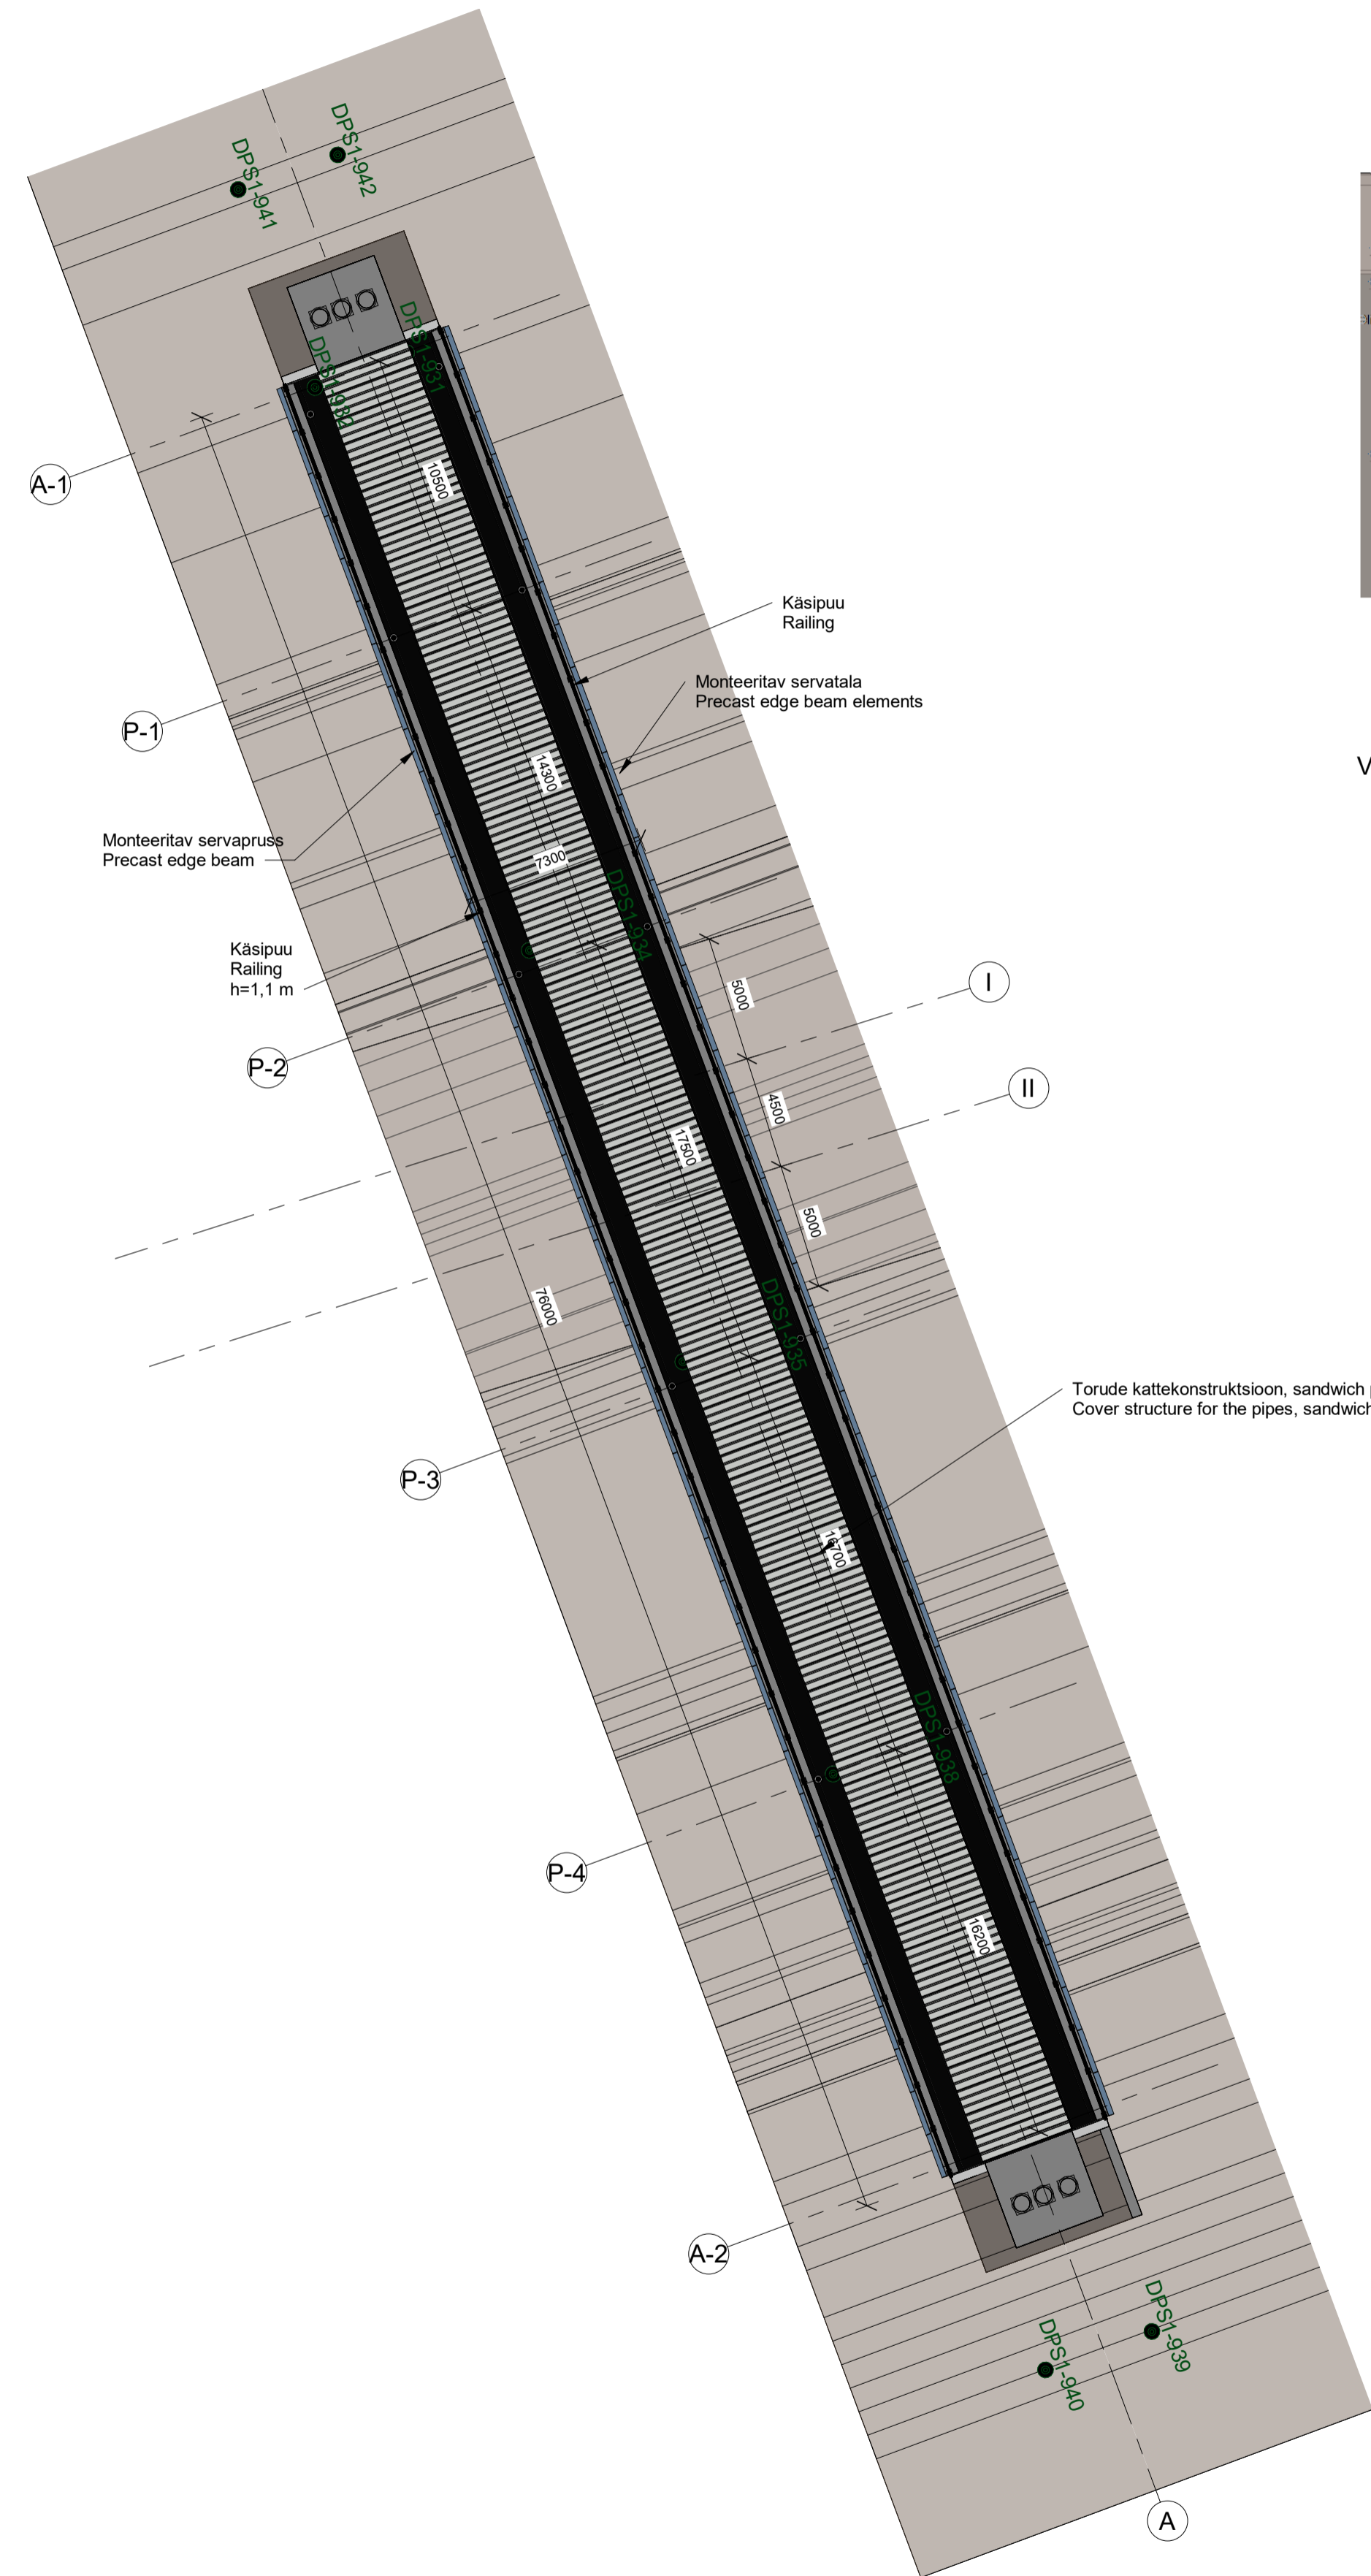 DPS1-942
DPS1-941
DPS1-931
DPS1-932
A-1
10500
Käsipuu
Railing
Monteeritav servatala
Precast edge beam elements
P-1
14300
Monteeritav servapruss
Precast edge beam
7300
DPS1-934
Käsipuu
Railing
h=1,1 m
5000
I
P-2
II
4500
17500
5000
76000
DPS1-935
Torude kattekonstruktsioon, sandwich
Cover structure for the pipes, sandwich
P-3
16700
DPS1-938
P-4
16200
A-2
DPS1-939
DPS1-940
A
V